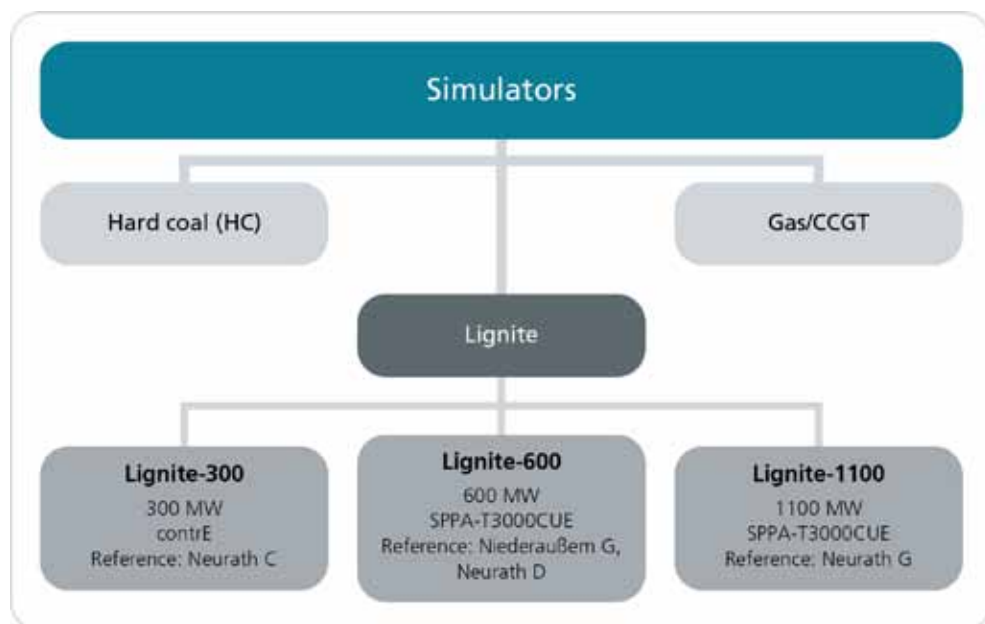 Simulators
Hard coal (HC)
Gas/CCGT
Lignite
Lignite-300
300 MW
contrE
Reference: Neurath C
Lignite-600
600 MW
SPPA-T3000CUE
Reference: Niederaußem G,
Neurath D
Lignite-1100
1100 MW
SPPA-T3000CUE
Reference: Neurath G